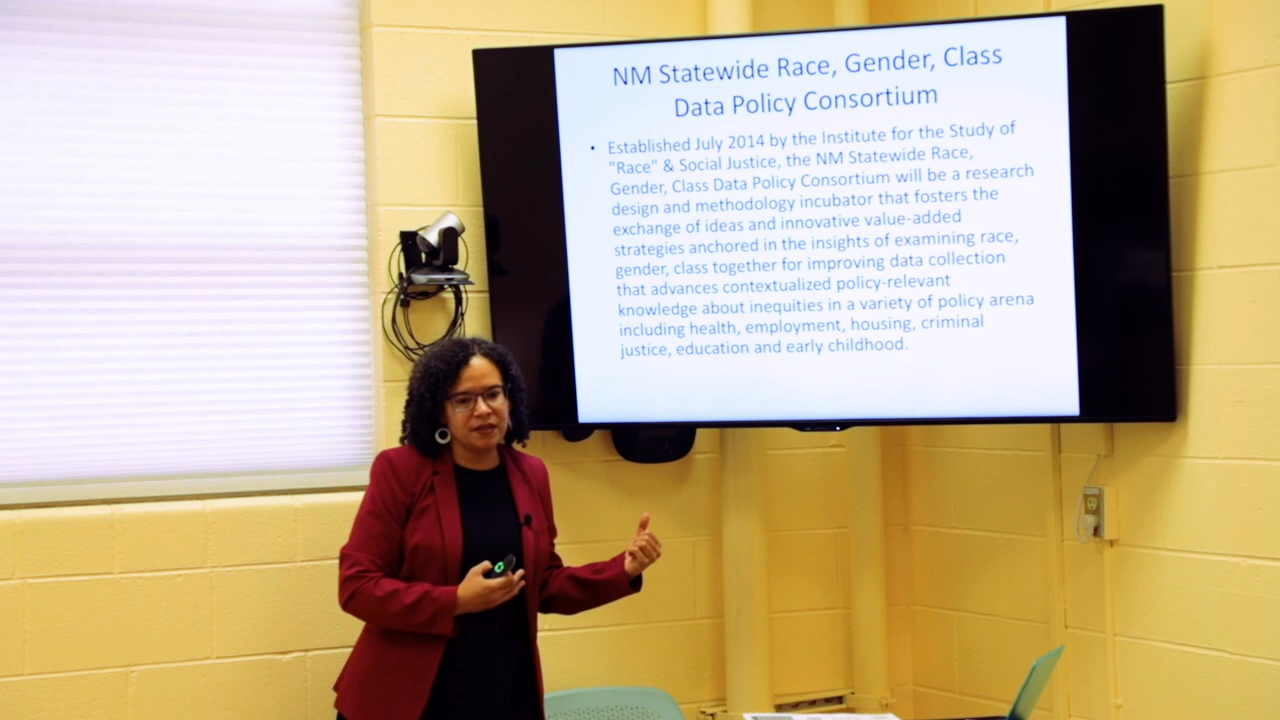 NM Statewide Race, Gender, Class
Data Policy Consortium
• Established July 2014 by the Institute for the Study of
"Race" & Social Justice, the NM Statewide Race,
Gender, Class Data Policy Consortium will be a research
design and methodology incubator that fosters the
exchange of ideas and innovative value-added
strategies anchored in the insights of examining race,
gender, class together for improving data collection
that advances contextualized policy-relevant
knowledge about inequities in a variety of policy arena
including health, employment, housing, criminal
justice, education and early childhood.